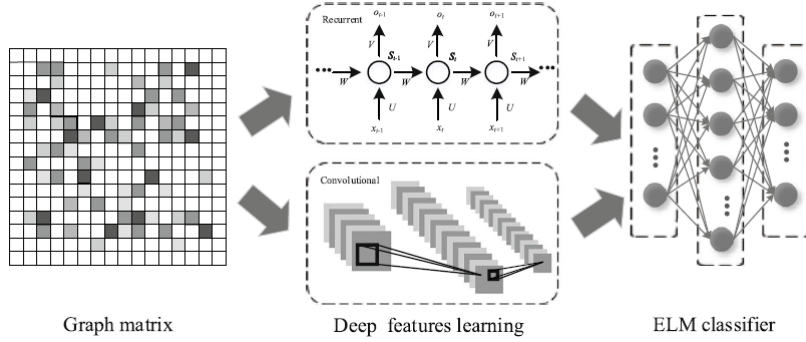 Recurrent
o_{t-1} o_t o_{t+1}
V V V
S_{t-1} S_t S_{t+1}
••• W W W W •••
U U U
x_{t-1} x_t x_{t+1}
Convolutional
Graph matrix Deep features learning ELM classifier